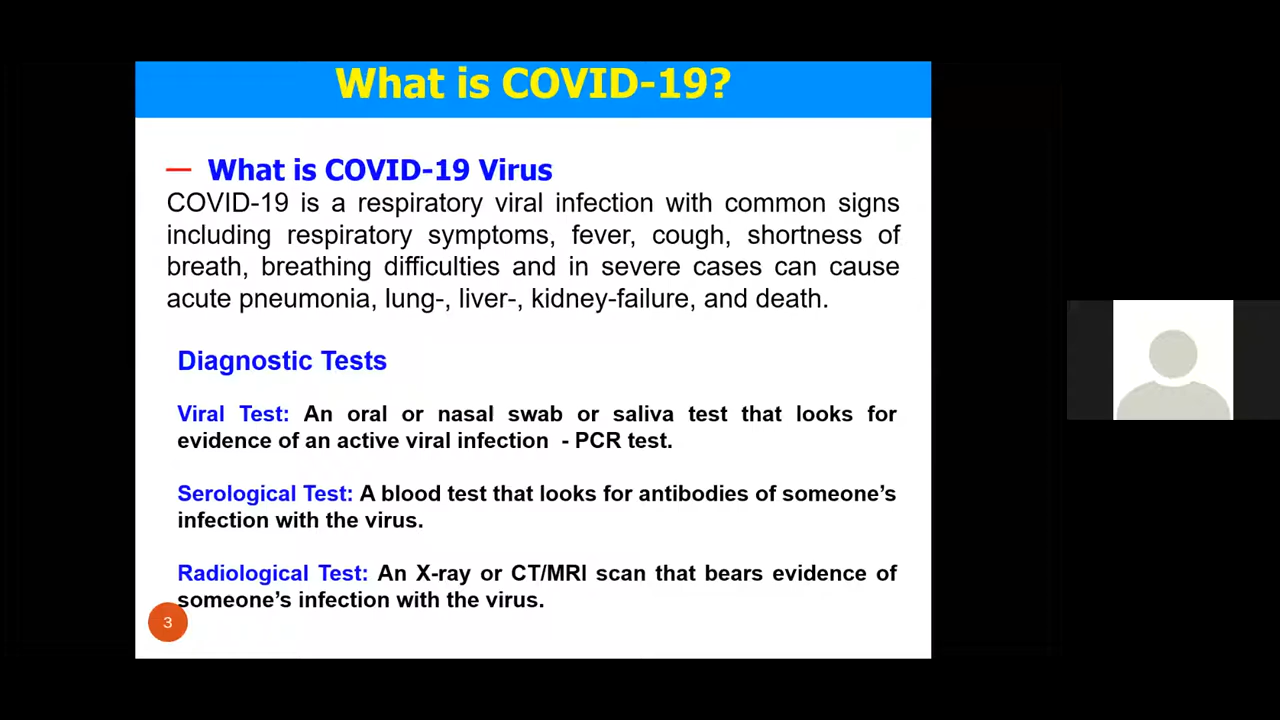 What is COVID-19?
— What is COVID-19 Virus
COVID-19 is a respiratory viral infection with common signs
including respiratory symptoms, fever, cough, shortness of
breath, breathing difficulties and in severe cases can cause
acute pneumonia, lung-, liver-, kidney-failure, and death.
Diagnostic Tests
Viral Test: An oral or nasal swab or saliva test that looks for
evidence of an active viral infection - PCR test.
Serological Test: A blood test that looks for antibodies of someone’s
infection with the virus.
Radiological Test: An X-ray or CT/MRI scan that bears evidence of
someone’s infection with the virus.
3